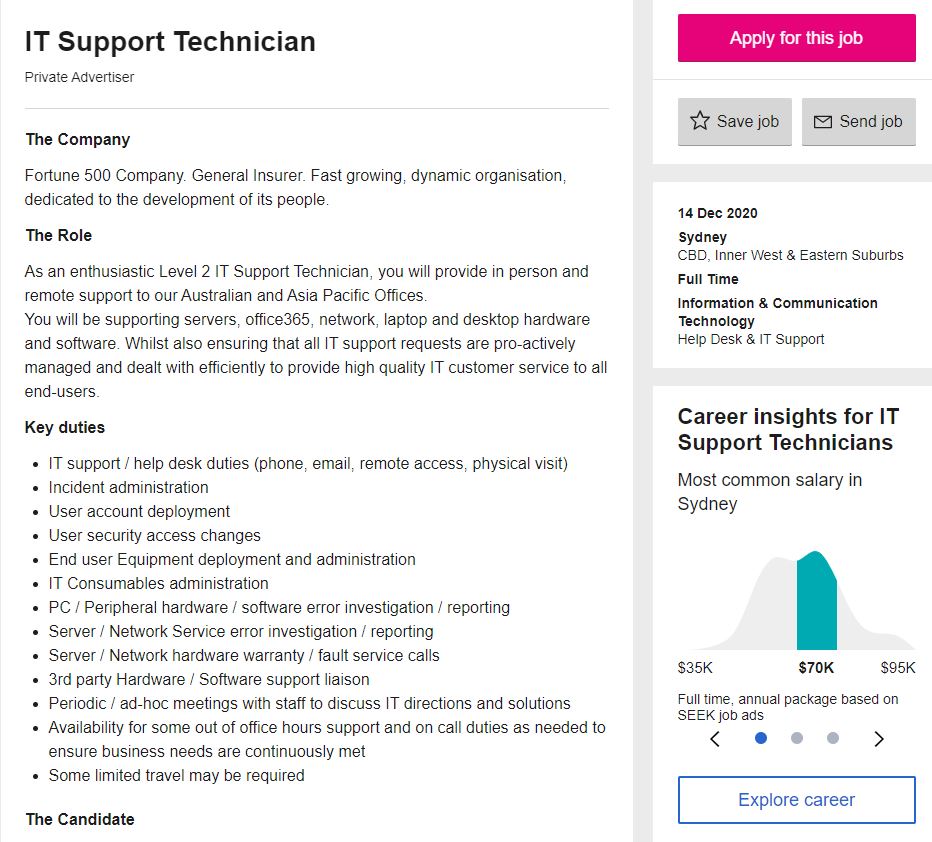 IT Support Technician
Private Advertiser
The Company
Fortune 500 Company. General Insurer. Fast growing, dynamic organisation,
dedicated to the development of its people.
The Role
As an enthusiastic Level 2 IT Support Technician, you will provide in person and
remote support to our Australian and Asia Pacific Offices.
You will be supporting servers, office365, network, laptop and desktop hardware
and software. Whilst also ensuring that all IT support requests are pro-actively
managed and dealt with efficiently to provide high quality IT customer service to all
end-users.
Key duties
• IT support / help desk duties (phone, email, remote access, physical visit)
• Incident administration
• User account deployment
• User security access changes
• End user Equipment deployment and administration
• IT Consumables administration
• PC / Peripheral hardware / software error investigation / reporting
• Server / Network Service error investigation / reporting
• Server / Network hardware warranty / fault service calls
• 3rd party Hardware / Software support liaison
• Periodic / ad-hoc meetings with staff to discuss IT directions and solutions
• Availability for some out of office hours support and on call duties as needed to
ensure business needs are continuously met
• Some limited travel may be required
The Candidate
Apply for this job
Save job
Send job
14 Dec 2020
Sydney
CBD, Inner West & Eastern Suburbs
Full Time
Information & Communication
Technology
Help Desk & IT Support
Career insights for IT
Support Technicians
Most common salary in
Sydney
$35K $70K $95K
Full time, annual package based on
SEEK job ads
Explore career